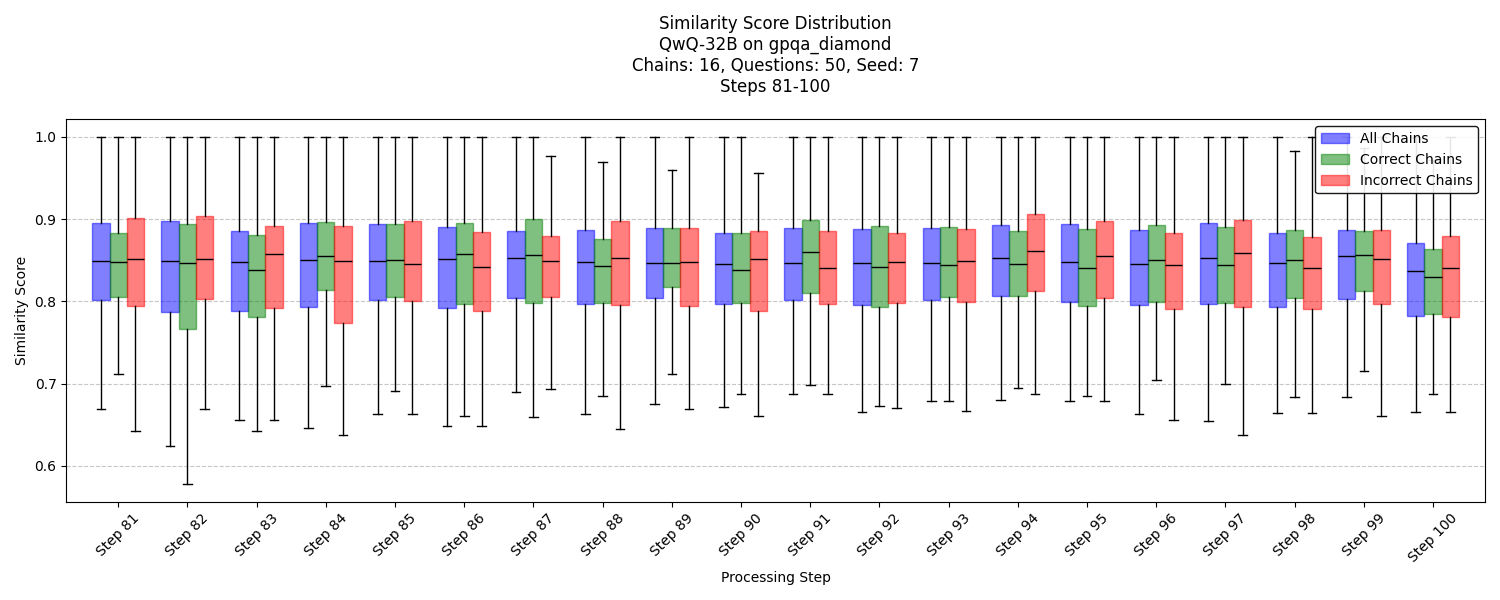 Similarity Score Distribution
QwQ-32B on gpqa_diamond
Chains: 16, Questions: 50, Seed: 7
Steps 81-100
All Chains
Correct Chains
Incorrect Chains
Similarity Score
1.0
0.9
0.8
0.7
0.6
Step 81
Step 82
Step 83
Step 84
Step 85
Step 86
Step 87
Step 88
Step 89
Step 90
Step 91
Step 92
Step 93
Step 94
Step 95
Step 96
Step 97
Step 98
Step 99
Step 100
Processing Step